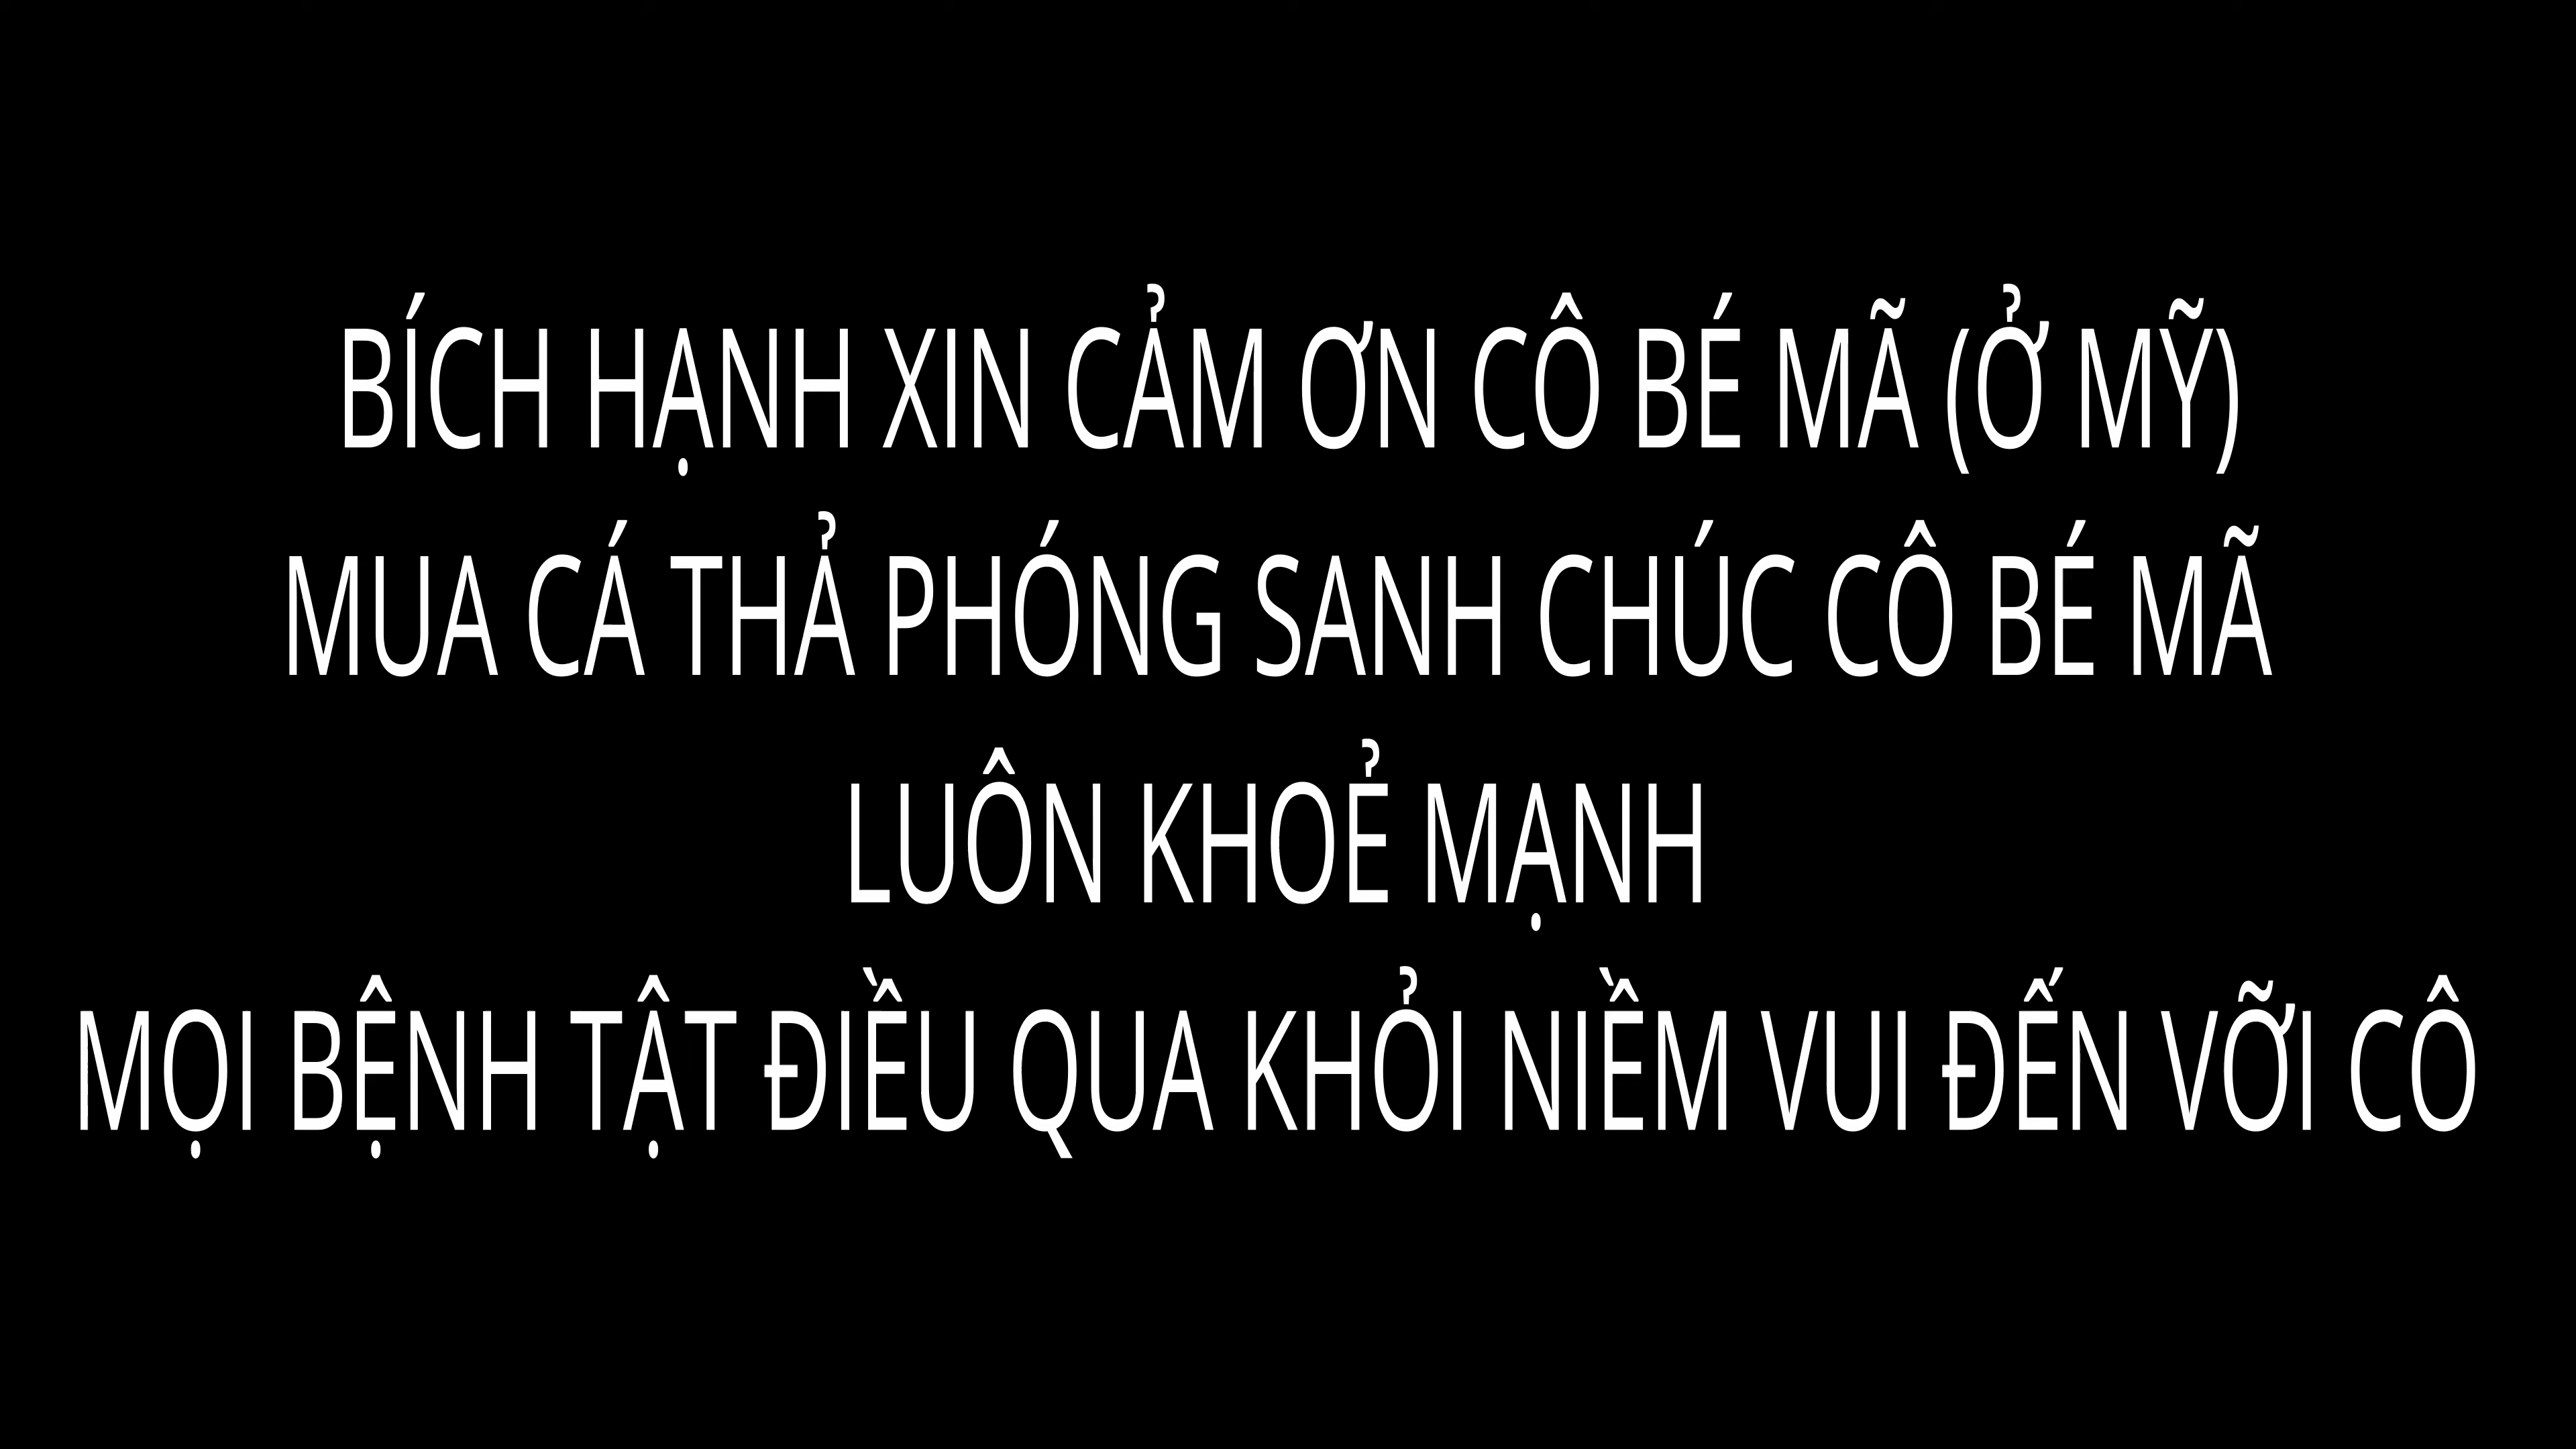 BÍCH HẠNH XIN CẢM ƠN CÔ BÉ MÃ (Ở MỸ)
MUA CÁ THẢ PHÓNG SANH CHÚC CÔ BÉ MÃ
LUÔN KHOẺ MẠNH
MỌI BỆNH TẬT ĐIỀU QUA KHỎI NIỀM VUI ĐẾN VỠI CÔ